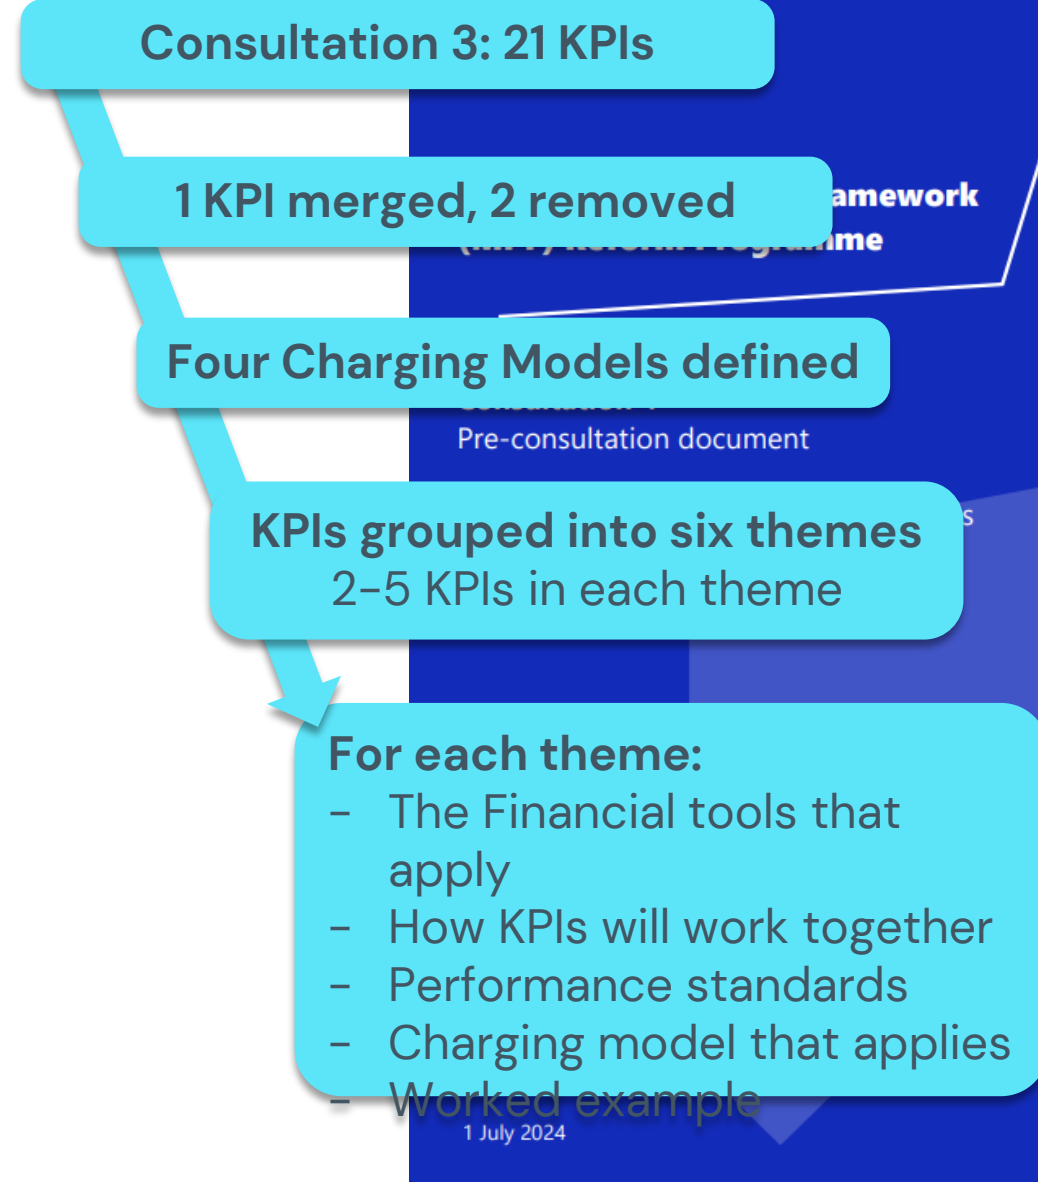 Consultation 3: 21 KPIs
1 KPI merged, 2 removed
amework
mme
Four Charging Models defined
Pre-consultation document
KPIs grouped into six themes
2-5 KPIs in each theme
s
For each theme:
- The Financial tools that
apply
- How KPIs will work together
- Performance standards
- Charging model that applies
- Worked example
1 July 2024